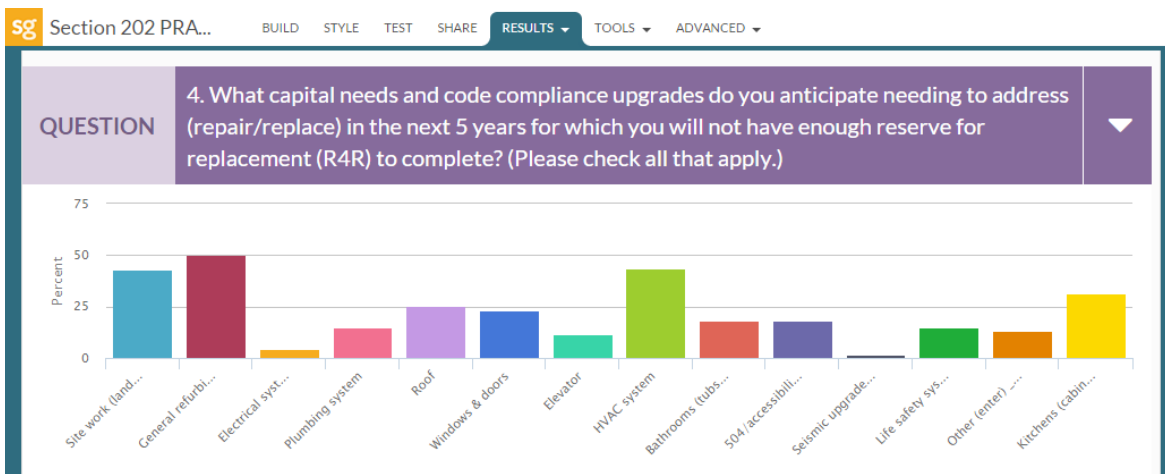 sg Section 202 PRA... BUILD STYLE TEST SHARE RESULTS TOOLS ADVANCED
QUESTION
4. What capital needs and code compliance upgrades do you anticipate needing to address
(repair/replace) in the next 5 years for which you will not have enough reserve for
replacement (R4R) to complete? (Please check all that apply.)
75
50
25
0
Percent
Site work (land...
General refurbi...
Electrical syst...
Plumbing system
Roof
Windows & doors
Elevator
HVAC system
Bathrooms (tubs...
504/accessibili...
Seismic upgrade...
Life safety sys...
Other (enter) _...
Kitchens (cabin...